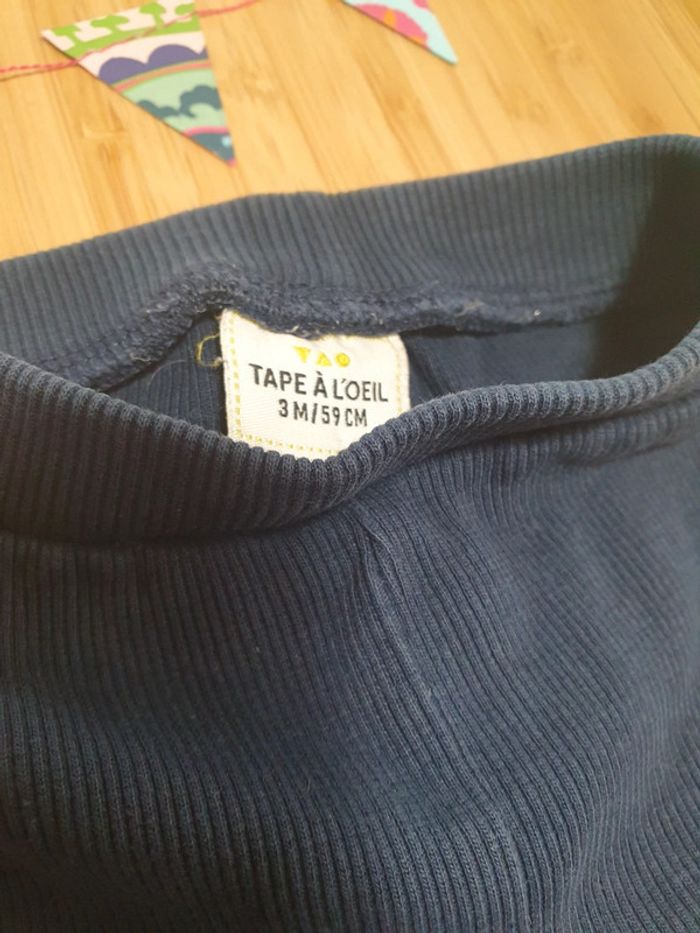 TAO
TAPE À L'OEIL
3M/59CM